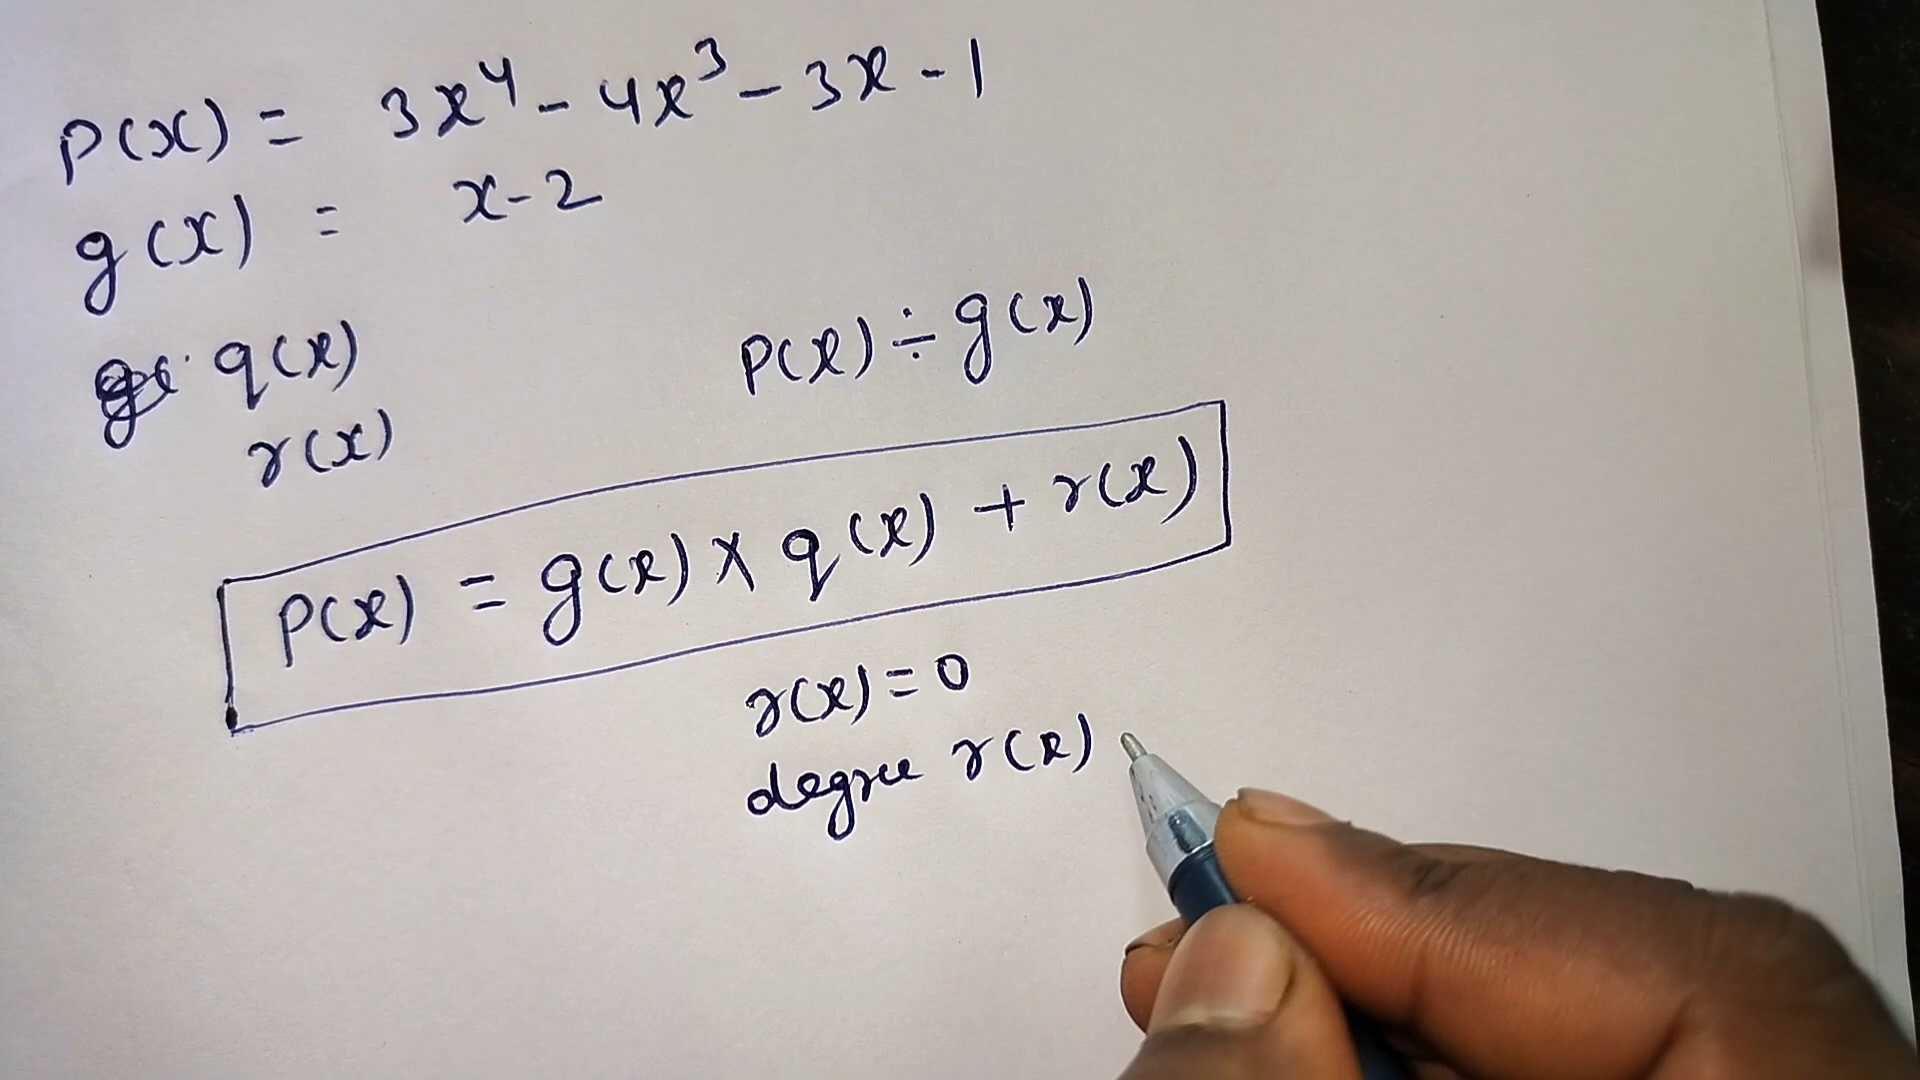 P(x) = 3x⁴ - 4x³ - 3x - 1
g(x) = x-2
q(x)
P(x) ÷ g(x)
r(x)
P(x) = g(x) x q(x) + r(x)
r(x) = 0
degree r(x)